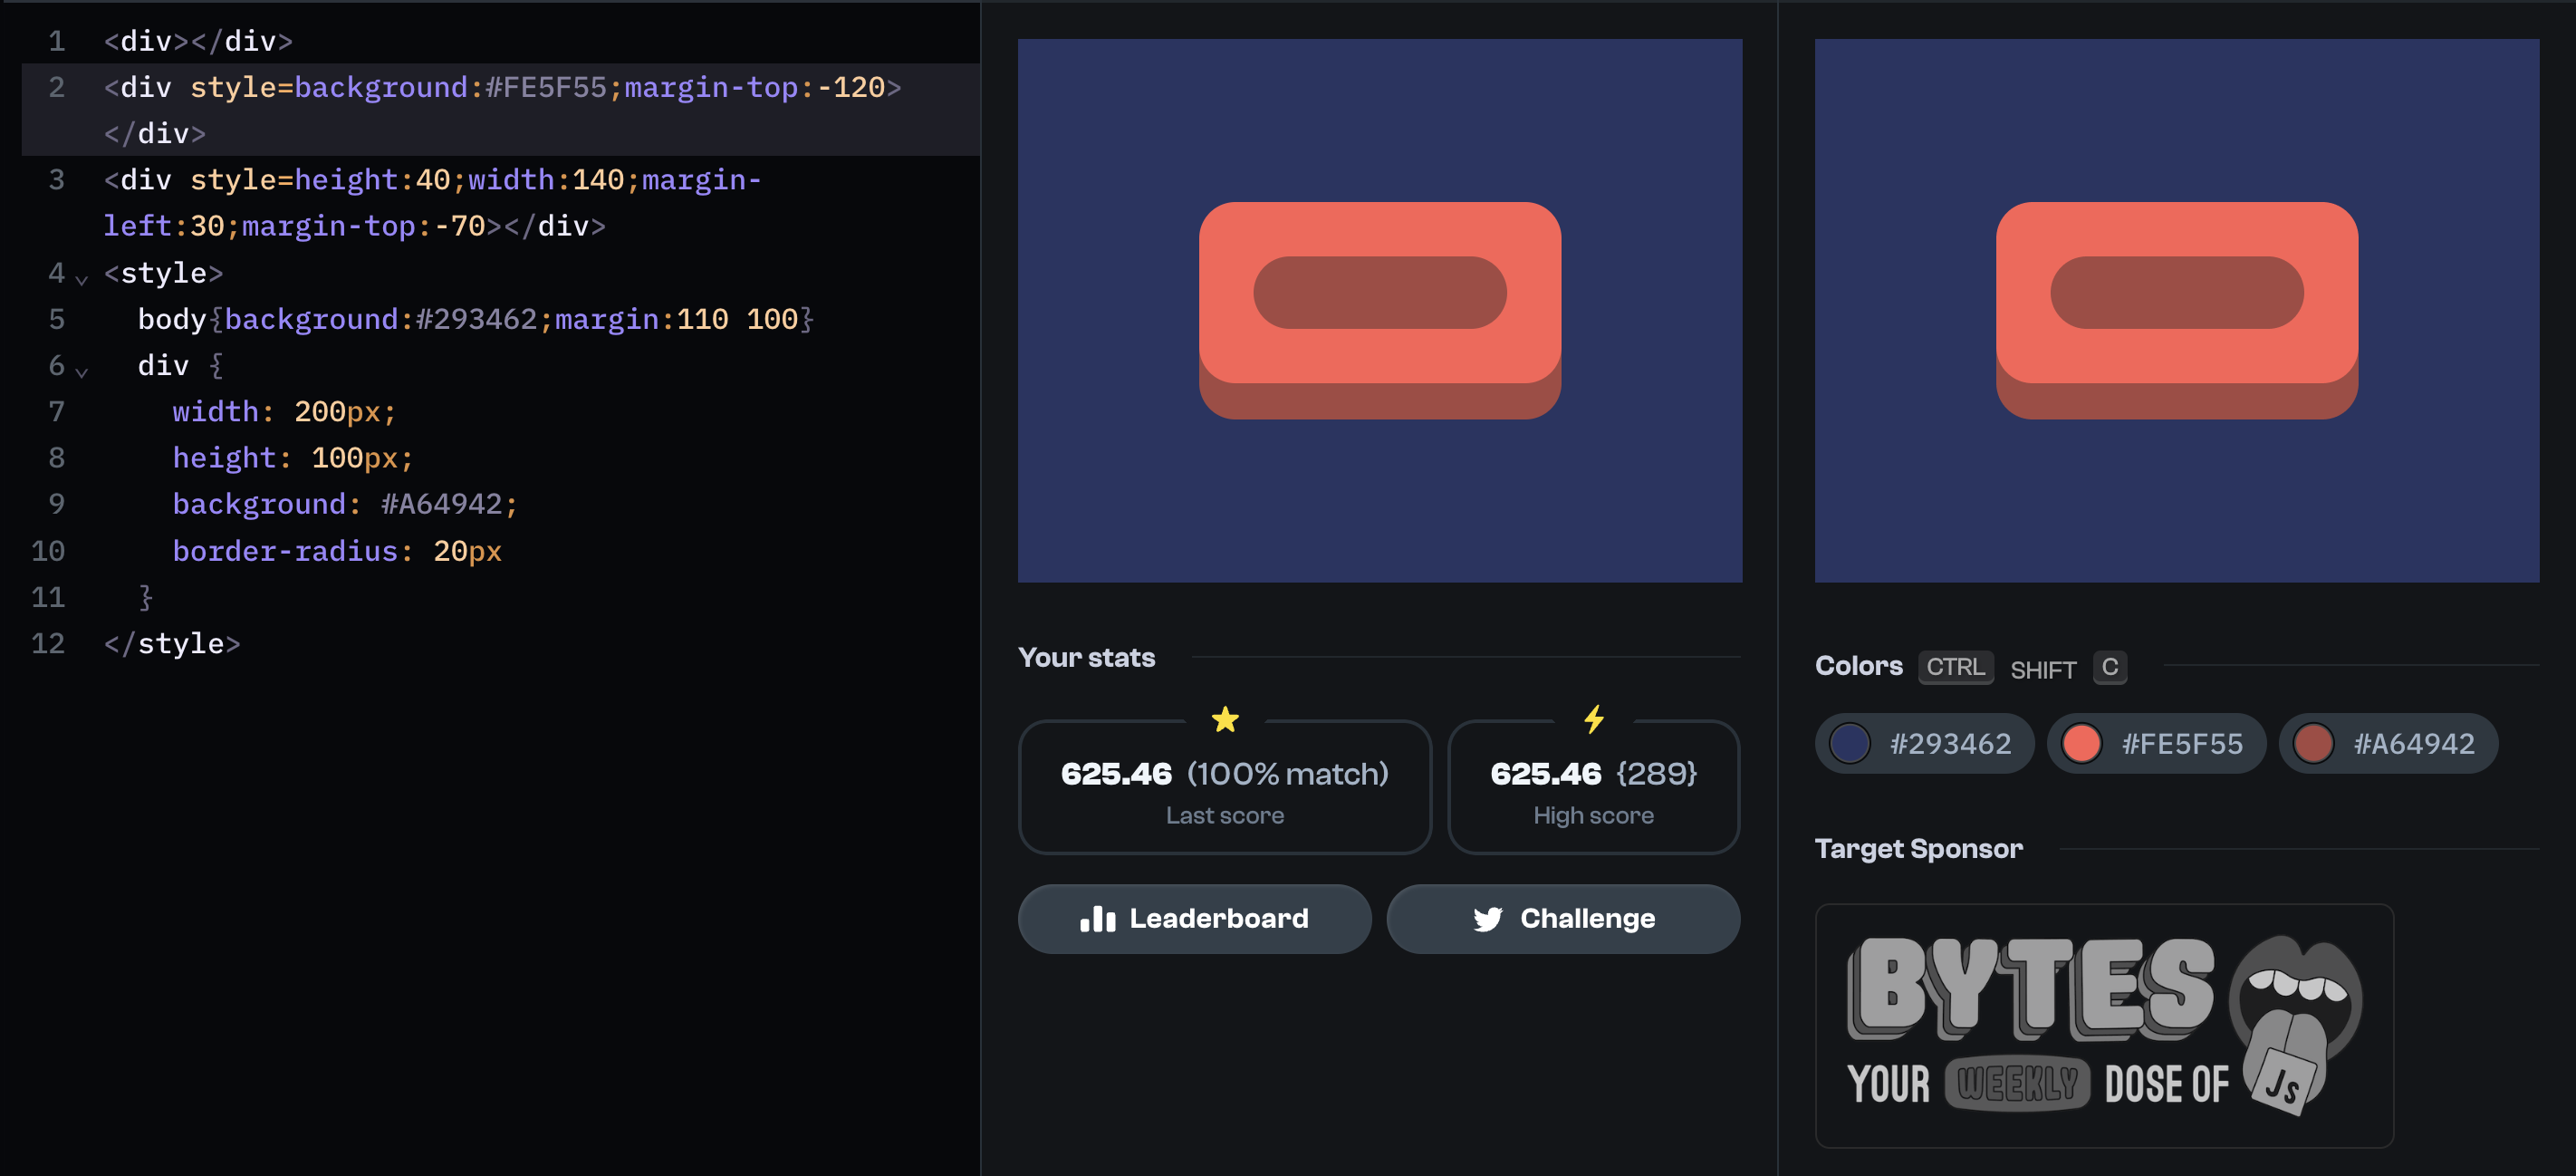 1 <div></div>
2 <div style=background:#FE5F55;margin-top:-120>
</div>
3 <div style=height:40;width:140;margin-
left:30;margin-top:-70></div>
4 <style>
5 body{background:#293462;margin:110 100}
6 div {
7 width: 200px;
8 height: 100px;
9 background: #A64942;
10 border-radius: 20px
11 }
12 </style>
Your stats
625.46 (100% match)
Last score
625.46 {289}
High score
Leaderboard
Challenge
Colors CTRL SHIFT C
#293462 #FE5F55 #A64942
Target Sponsor
BYTES
YOUR WEEKLY DOSE OF JS